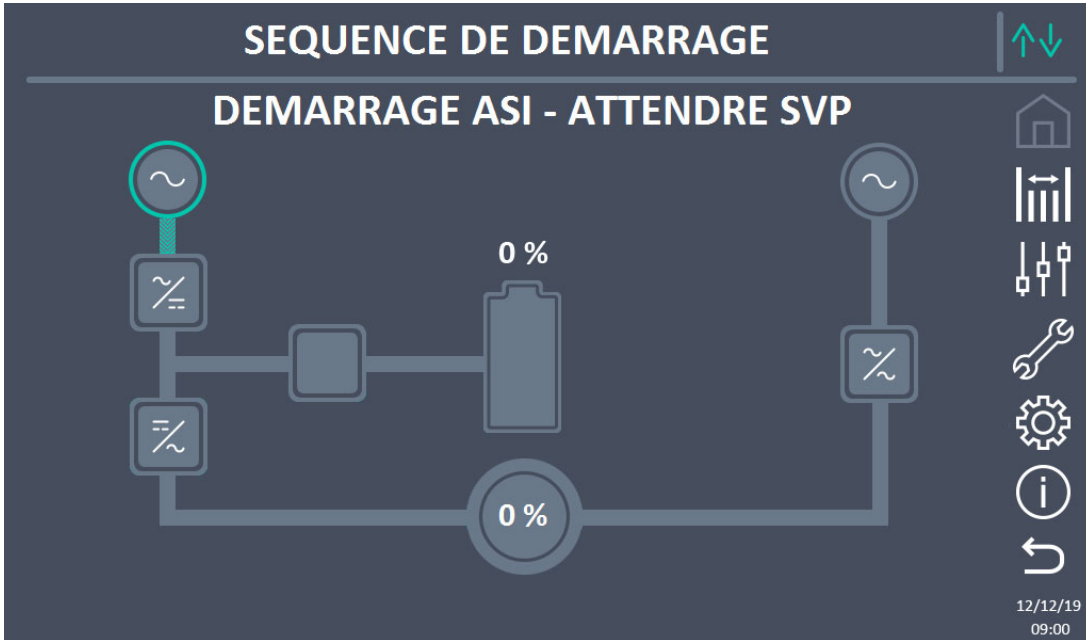 SEQUENCE DE DEMARRAGE
DEMARRAGE ASI - ATTENDRE SVP
0 %
0 %
12/12/19
09:00